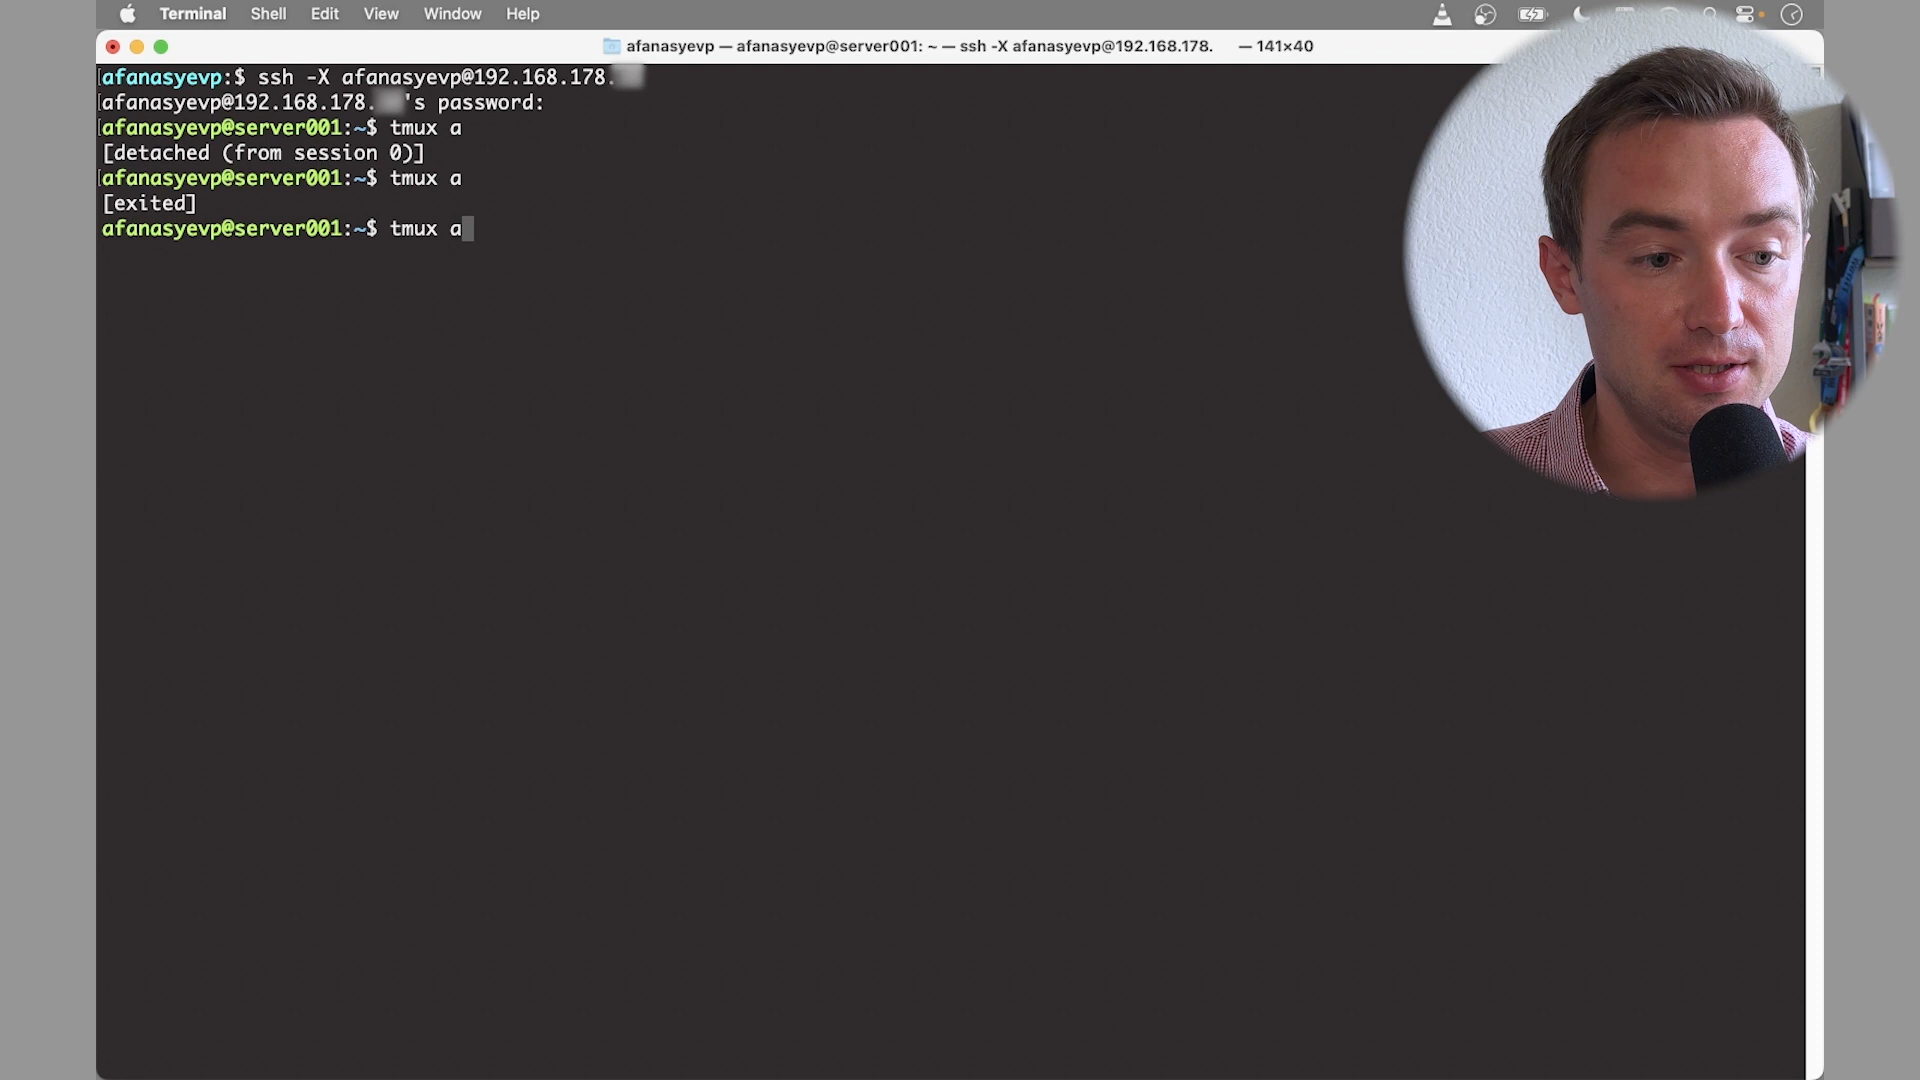 Terminal Shell Edit View Window Help
afanasyevp — afanasyevp@server001: ~ — ssh -X afanasyevp@192.168.178. — 141×40
[afanasyevp:$ ssh -X afanasyevp@192.168.178.
[afanasyevp@192.168.178. 's password:
[afanasyevp@server001:~$ tmux a
[detached (from session 0)]
[afanasyevp@server001:~$ tmux a
[exited]
afanasyevp@server001:~$ tmux a